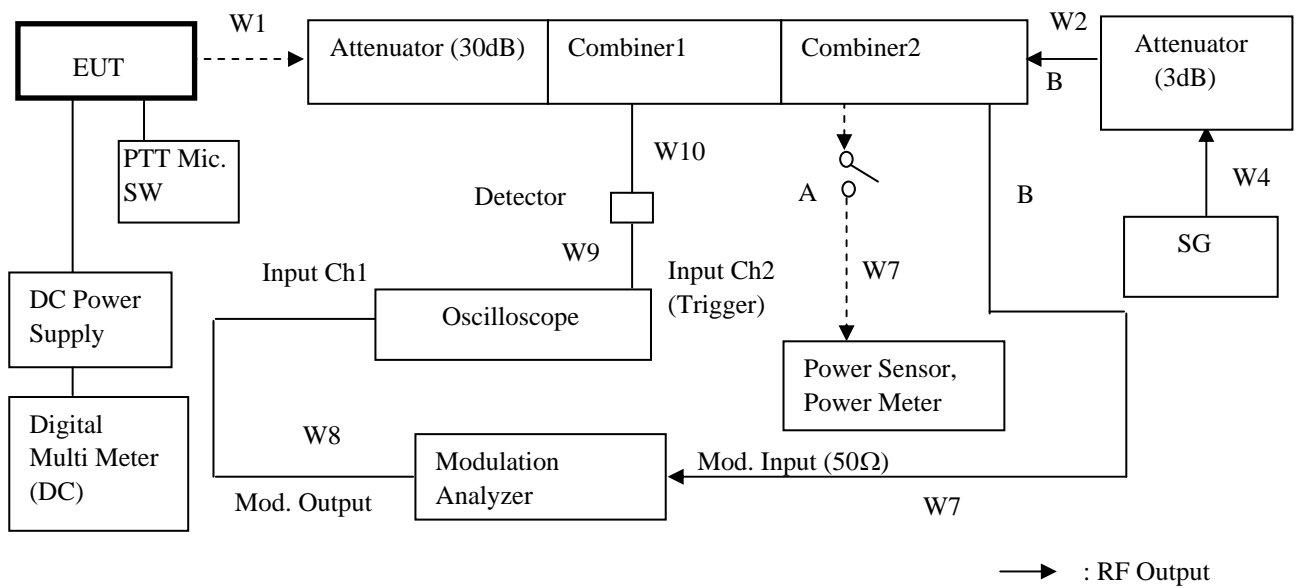 W1
EUT
Attenuator (30dB)
Combiner1
Combiner2
W2
B
Attenuator
(3dB)
PTT Mic.
SW
W10
Detector
A
B
W4
SG
W9
Input Ch1
Input Ch2
(Trigger)
W7
DC Power
Supply
Oscilloscope
Power Sensor,
Power Meter
Digital
Multi Meter
(DC)
W8
Mod. Output
Modulation
Analyzer
Mod. Input (50Ω)
W7
: RF Output